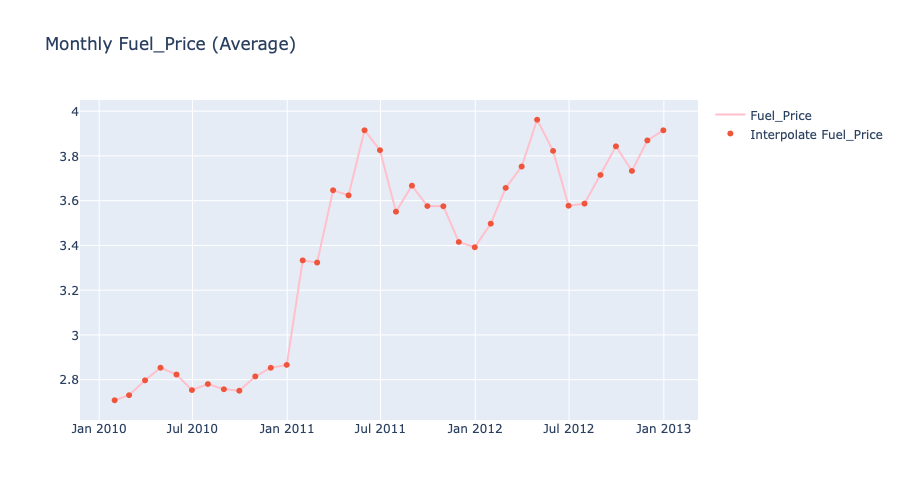 Monthly Fuel_Price (Average)
Fuel_Price
Interpolate Fuel_Price
4
3.8
3.6
3.4
3.2
3
2.8
Jan 2010
Jul 2010
Jan 2011
Jul 2011
Jan 2012
Jul 2012
Jan 2013